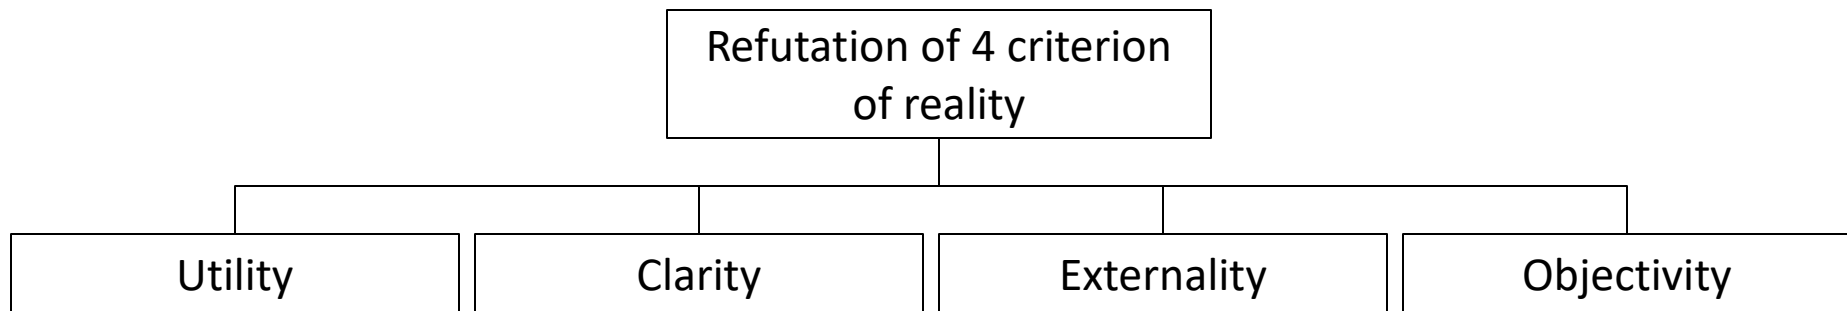 Refutation of 4 criterion
of reality
Utility
Clarity
Externality
Objectivity